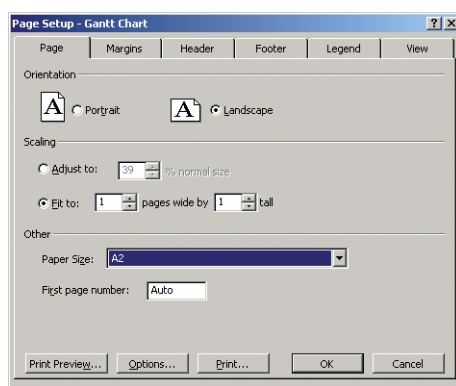 Page Setup - Gantt Chart
Page Margins Header Footer Legend View
Orientation
A Portrait A Landscape
Scaling
Adjust to: 39 % normal size
Fit to: 1 pages wide by 1 tall
Other
Paper Size: A2
First page number: Auto
Print Preview... Options... Print... OK Cancel